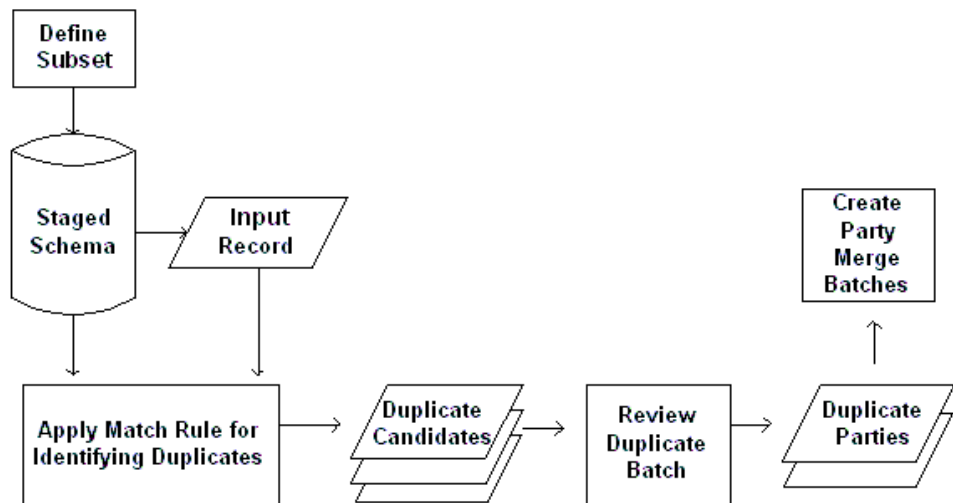 Define
Subset
Staged
Schema
Input
Record
Create
Party
Merge
Batches
Apply Match Rule for
Identifying Duplicates
Duplicate
Candidates
Review
Duplicate
Batch
Duplicate
Parties